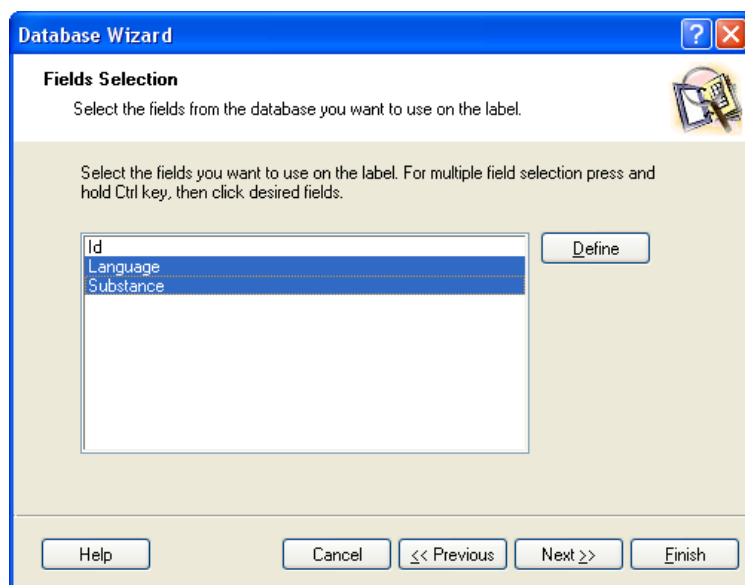 Database Wizard
Fields Selection
Select the fields from the database you want to use on the label.
Select the fields you want to use on the label. For multiple field selection press and
hold Ctrl key, then click desired fields.
Id
Define
Language
Substance
Help
Cancel
<< Previous
Next >>
Finish